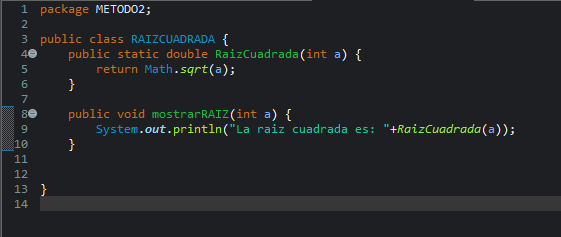 1 package METODO2;
2
3 public class RAIZCUADRADA {
4     public static double RaizCuadrada(int a) {
5         return Math.sqrt(a);
6     }
7
8     public void mostrarRAIZ(int a) {
9         System.out.println("La raiz cuadrada es: "+RaizCuadrada(a));
10     }
11
12
13 }
14